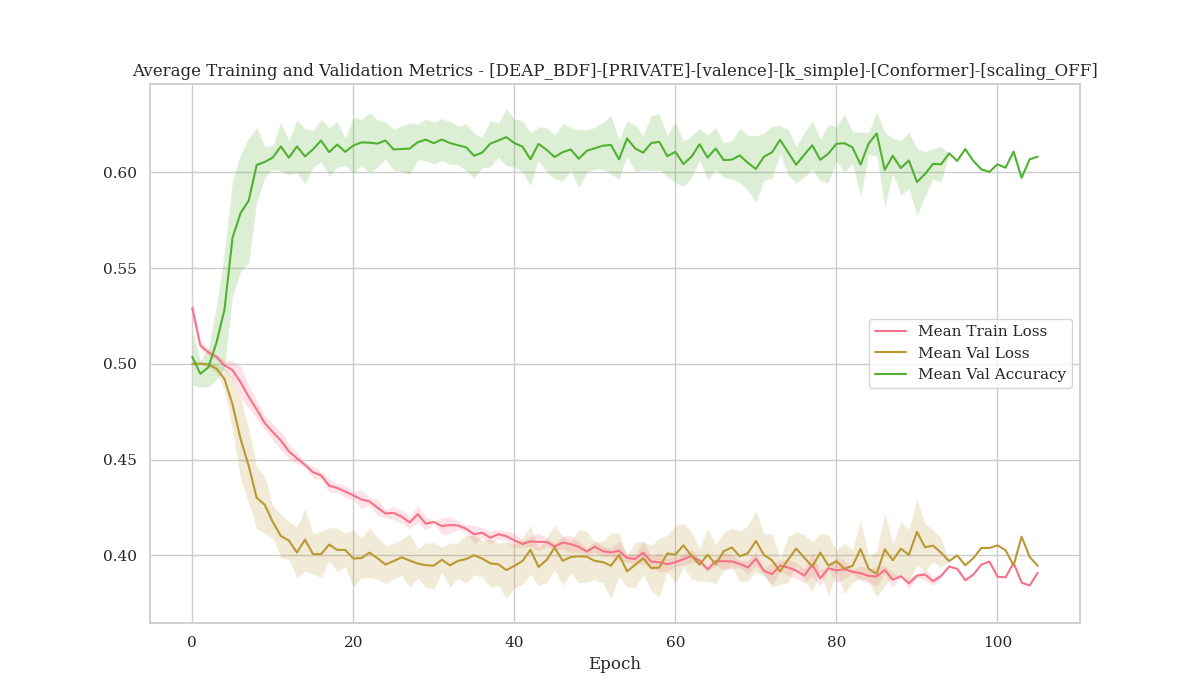 Average Training and Validation Metrics - [DEAP_BDF]-[PRIVATE]-[valence]-[k_simple]-[Conformer]-[scaling_OFF]
0.60
0.55
0.50
0.45
0.40
Mean Train Loss
Mean Val Loss
Mean Val Accuracy
0 20 40 60 80 100
Epoch